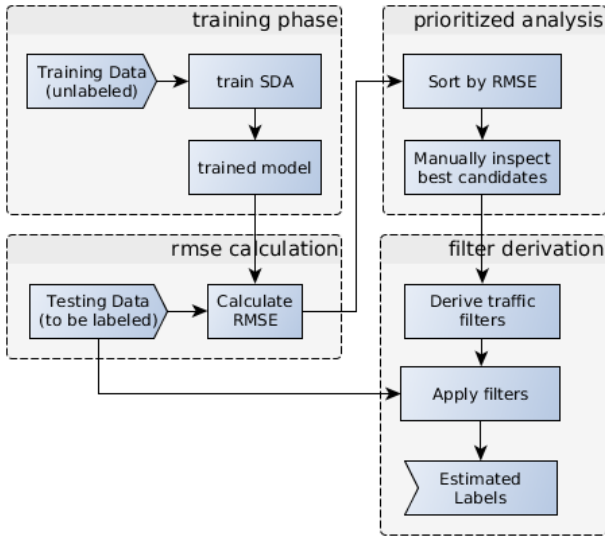 training phase
Training Data
(unlabeled)
train SDA
trained model
rmse calculation
Testing Data
(to be labeled)
Calculate
RMSE
prioritized analysis
Sort by RMSE
Manually inspect
best candidates
filter derivation
Derive traffic
filters
Apply filters
Estimated
Labels